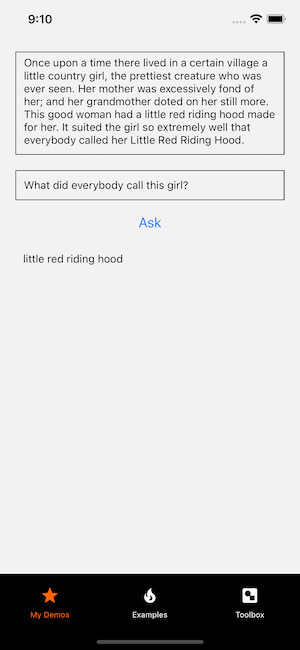 9:10
Once upon a time there lived in a certain village a
little country girl, the prettiest creature who was
ever seen. Her mother was excessively fond of
her; and her grandmother doted on her still more.
This good woman had a little red riding hood made
for her. It suited the girl so extremely well that
everybody called her Little Red Riding Hood.
What did everybody call this girl?
Ask
little red riding hood
My Demos Examples Toolbox